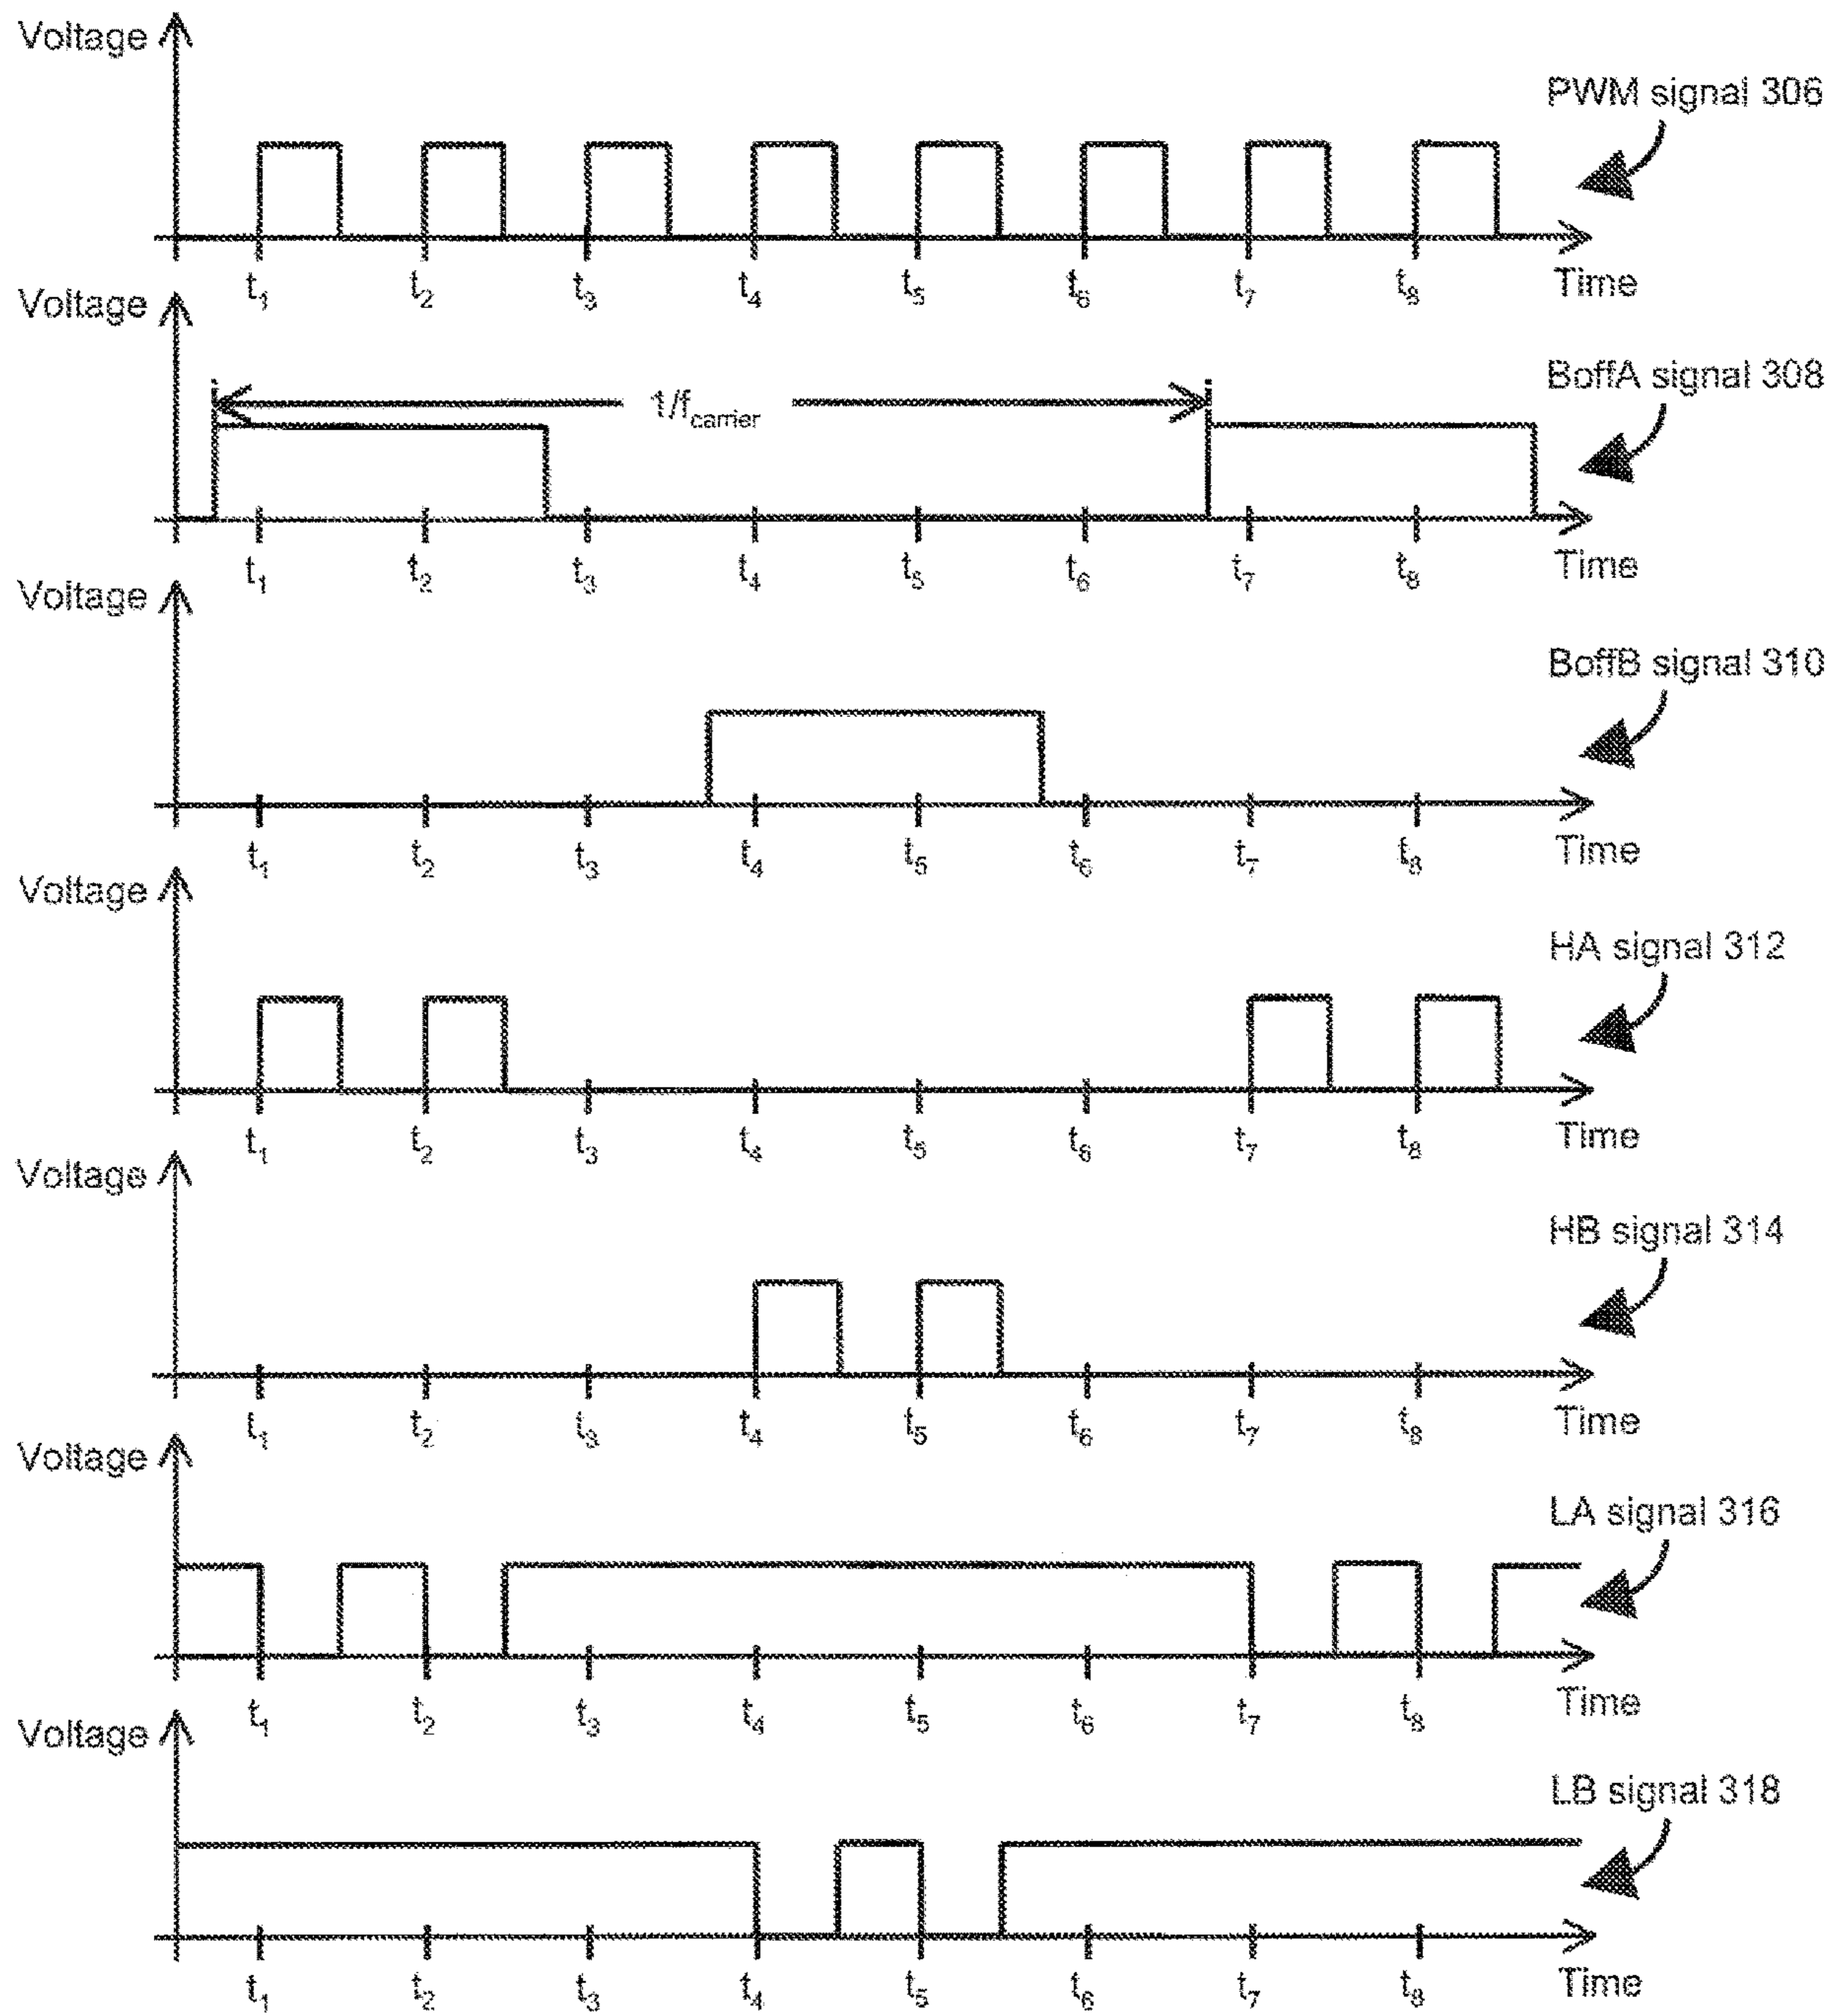 Voltage
PWM signal 306
t1 t2 t3 t4 t5 t6 t7 t8 Time
Voltage
BoffA signal 308
1/fcarrier
t1 t2 t3 t4 t5 t6 t7 t8 Time
Voltage
BoffB signal 310
t1 t2 t3 t4 t5 t6 t7 t8 Time
Voltage
HA signal 312
t1 t2 t3 t4 t5 t6 t7 t8 Time
Voltage
HB signal 314
t1 t2 t3 t4 t5 t6 t7 t8 Time
Voltage
LA signal 316
t1 t2 t3 t4 t5 t6 t7 t8 Time
Voltage
LB signal 318
t1 t2 t3 t4 t5 t6 t7 t8 Time